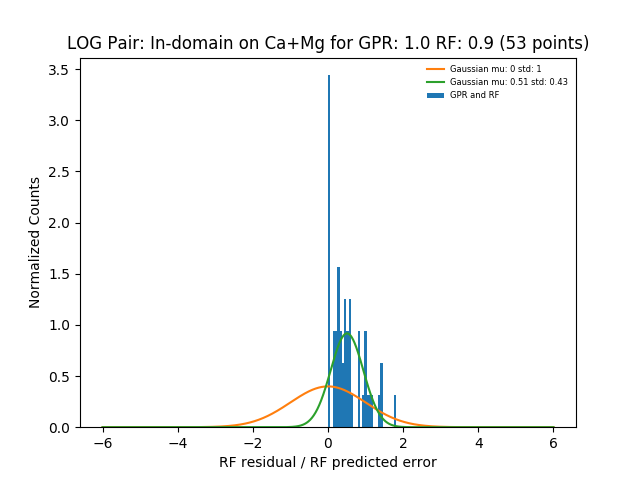 LOG Pair: In-domain on Ca+Mg for GPR: 1.0 RF: 0.9 (53 points)
Gaussian mu: 0 std: 1
Gaussian mu: 0.51 std: 0.43
GPR and RF
Normalized Counts
3.5
3.0
2.5
2.0
1.5
1.0
0.5
0.0
−6 −4 −2 0 2 4 6
RF residual / RF predicted error